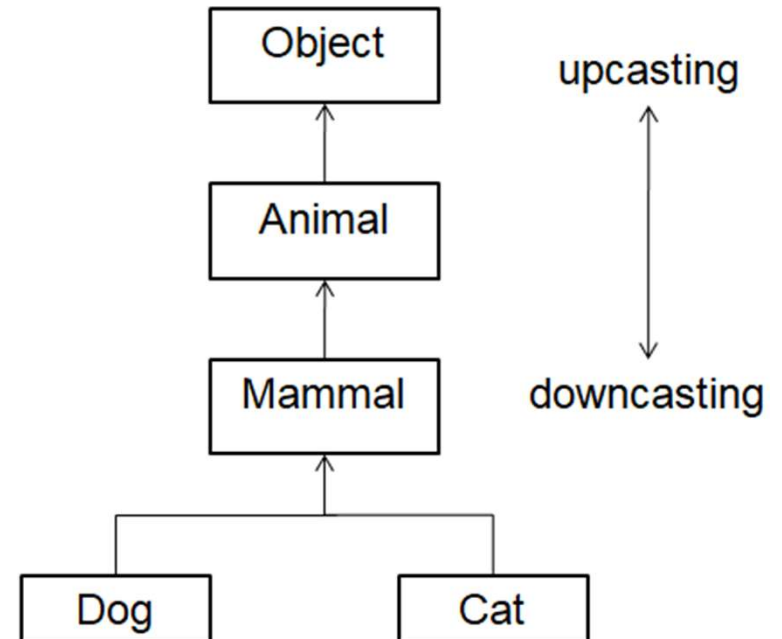 Object
upcasting
Animal
Mammal
downcasting
Dog
Cat